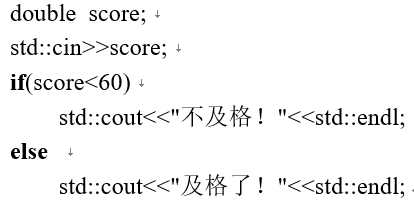 double  score;
std::cin>>score;
if(score<60)
std::cout<<"不及格！"<<std::endl;
else
std::cout<<"及格了！"<<std::endl;